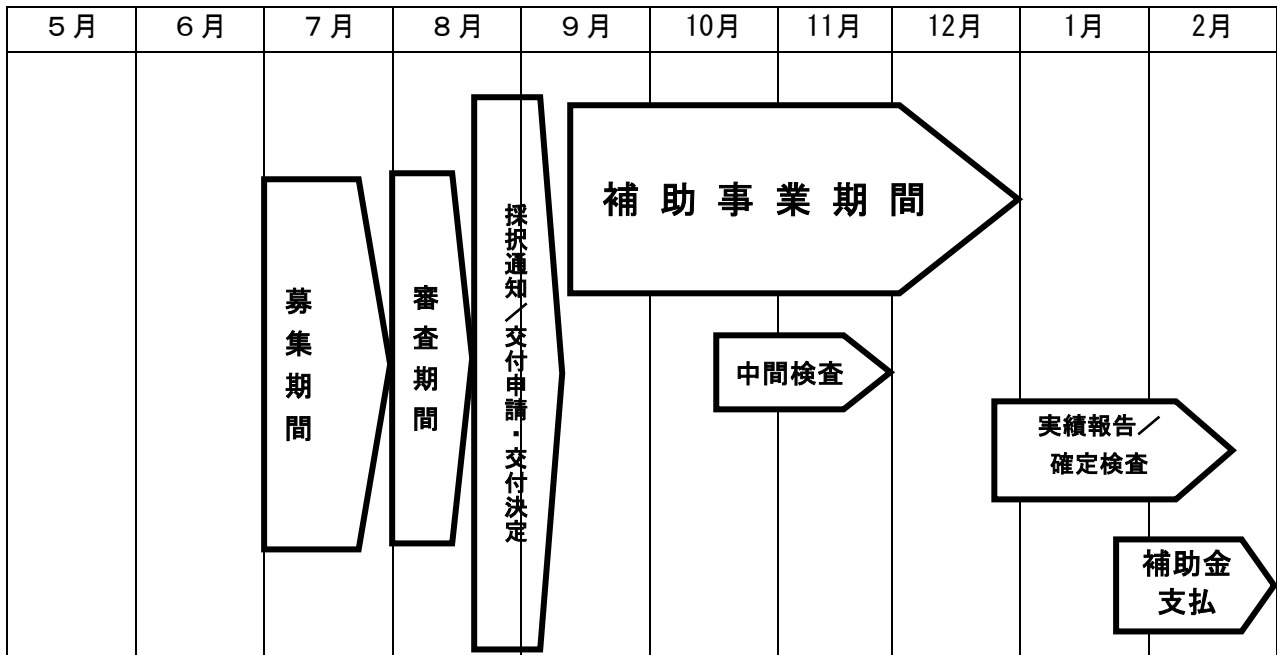 ５月 ６月 ７月 ８月 ９月 10月 11月 12月 1月 2月
募集期間
審査期間
採択通知／交付申請・交付決定
補助事業期間
中間検査
実績報告／
確定検査
補助金
支払